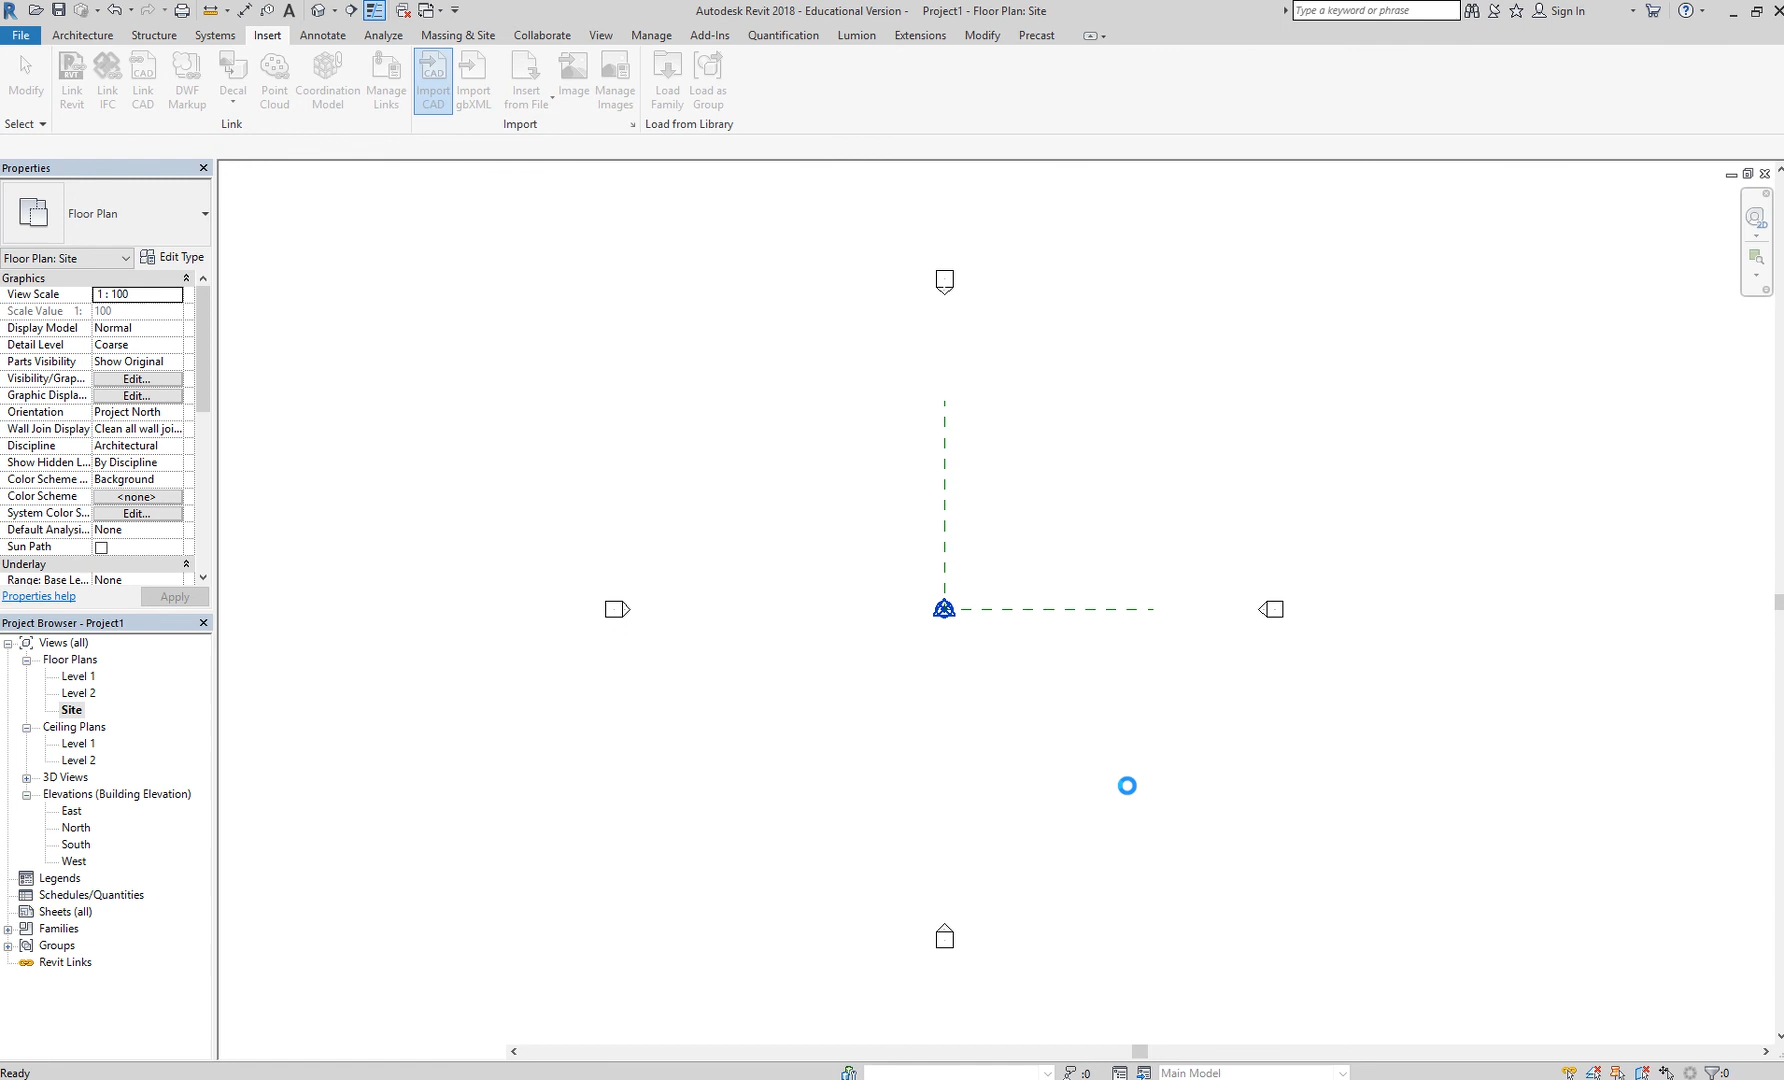 Autodesk Revit 2018 - Educational Version - Project1 - Floor Plan: Site
Type a keyword or phrase
Sign In
File Architecture Structure Systems Insert Annotate Analyze Massing & Site Collaborate View Manage Add-Ins Quantification Lumion Extensions Modify Precast
Modify
Link Revit
Link IFC
Link CAD
DWF Markup
Decal
Point Cloud
Coordination Model
Manage Links
Import CAD
Import gbXML
Insert from File
Image
Manage Images
Load Family
Load as Group
Select Link Import Load from Library
Properties
Floor Plan
Floor Plan: Site Edit Type
Graphics
View Scale 1 : 100
Scale Value 1: 100
Display Model Normal
Detail Level Coarse
Parts Visibility Show Original
Visibility/Grap... Edit...
Graphic Displa... Edit...
Orientation Project North
Wall Join Display Clean all wall joi...
Discipline Architectural
Show Hidden L... By Discipline
Color Scheme ... Background
Color Scheme <none>
System Color S... Edit...
Default Analysi... None
Sun Path
Underlay
Range: Base Le... None
Properties help Apply
Project Browser - Project1
Views (all)
Floor Plans
Level 1
Level 2
Site
Ceiling Plans
Level 1
Level 2
3D Views
Elevations (Building Elevation)
East
North
South
West
Legends
Schedules/Quantities
Sheets (all)
Families
Groups
Revit Links
2D
Ready :0 Main Model :0